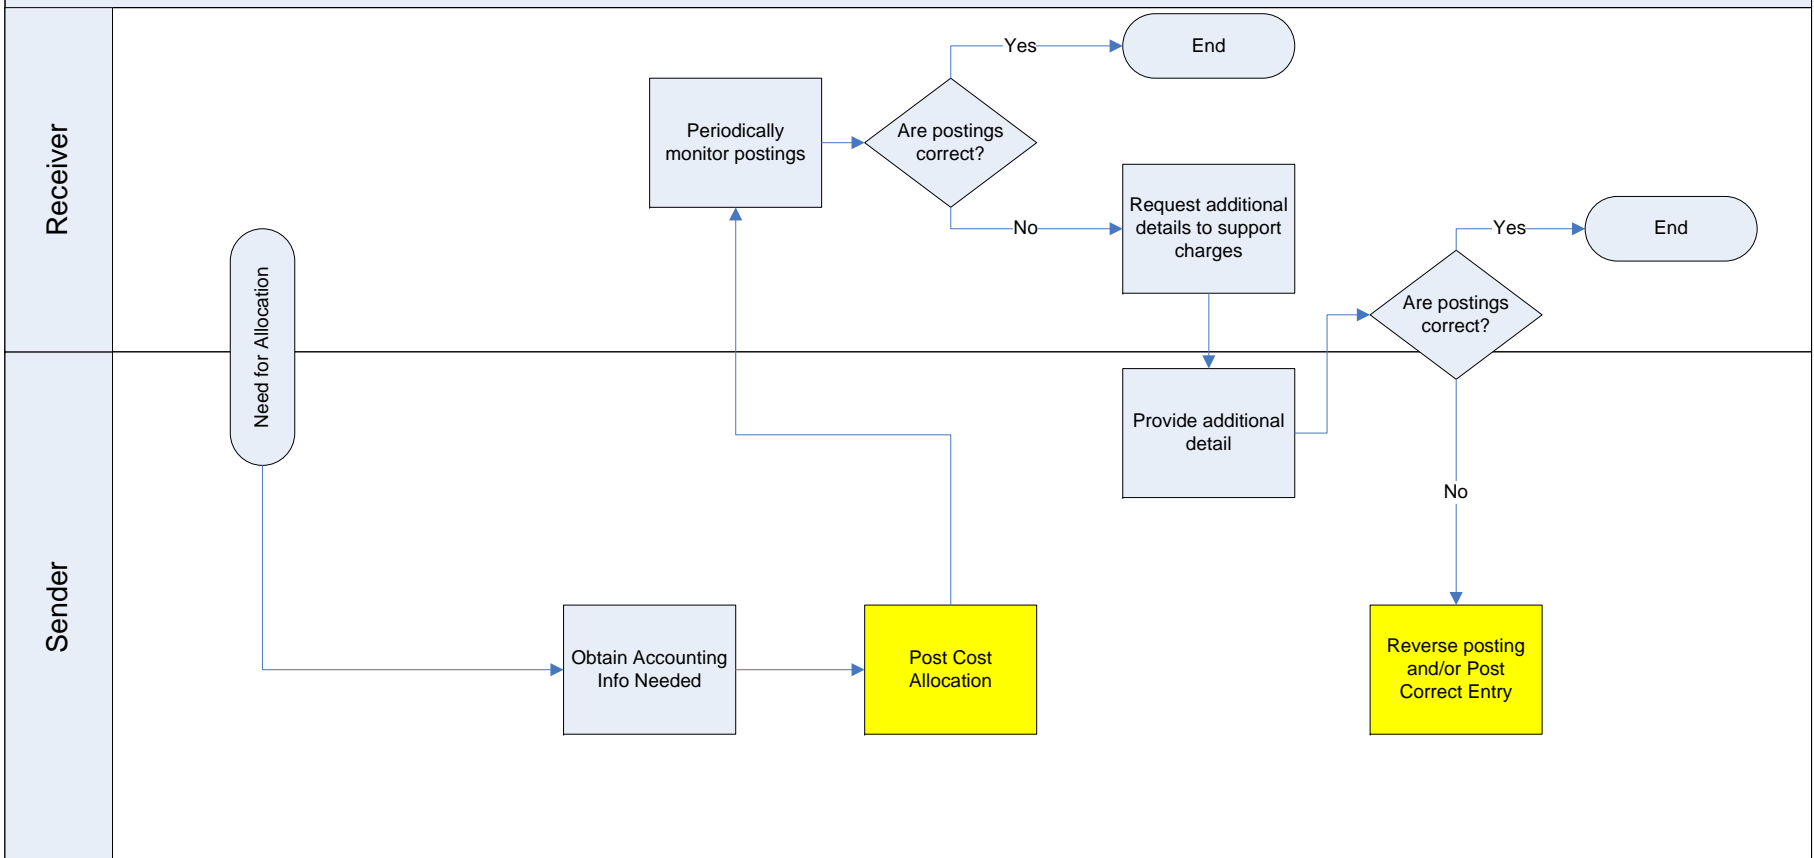 Receiver
Yes
End
Periodically
monitor postings
Are postings
correct?
No
Request additional
details to support
charges
Yes
End
Are postings
correct?
Need for Allocation
Sender
Provide additional
detail
No
Obtain Accounting
Info Needed
Post Cost
Allocation
Reverse posting
and/or Post
Correct Entry